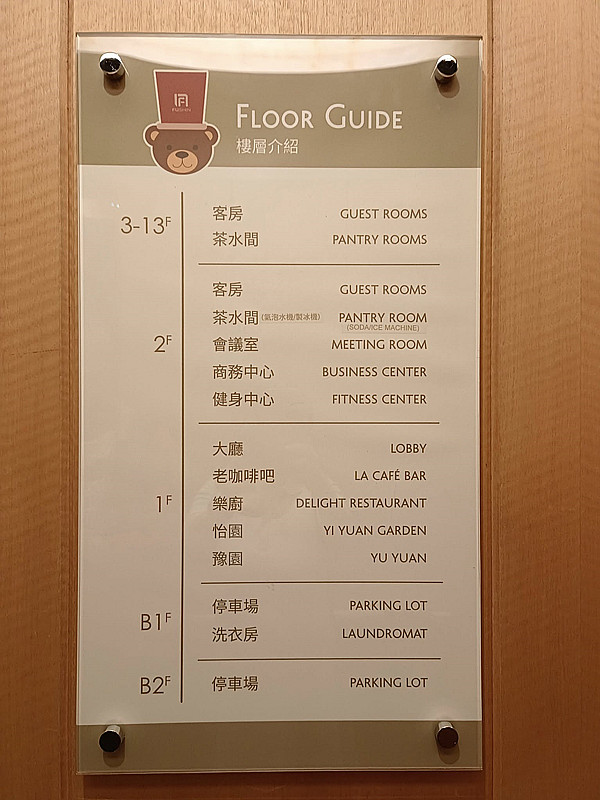 FUSHIN
FLOOR GUIDE
樓層介紹
3-13F
客房 GUEST ROOMS
茶水間 PANTRY ROOMS
2F
客房 GUEST ROOMS
茶水間(氣泡水機/製冰機) PANTRY ROOM
(SODA/ICE MACHINE)
會議室 MEETING ROOM
商務中心 BUSINESS CENTER
健身中心 FITNESS CENTER
1F
大廳 LOBBY
老咖啡吧 LA CAFÉ BAR
樂廚 DELIGHT RESTAURANT
怡園 YI YUAN GARDEN
豫園 YU YUAN
B1F
停車場 PARKING LOT
洗衣房 LAUNDROMAT
B2F
停車場 PARKING LOT